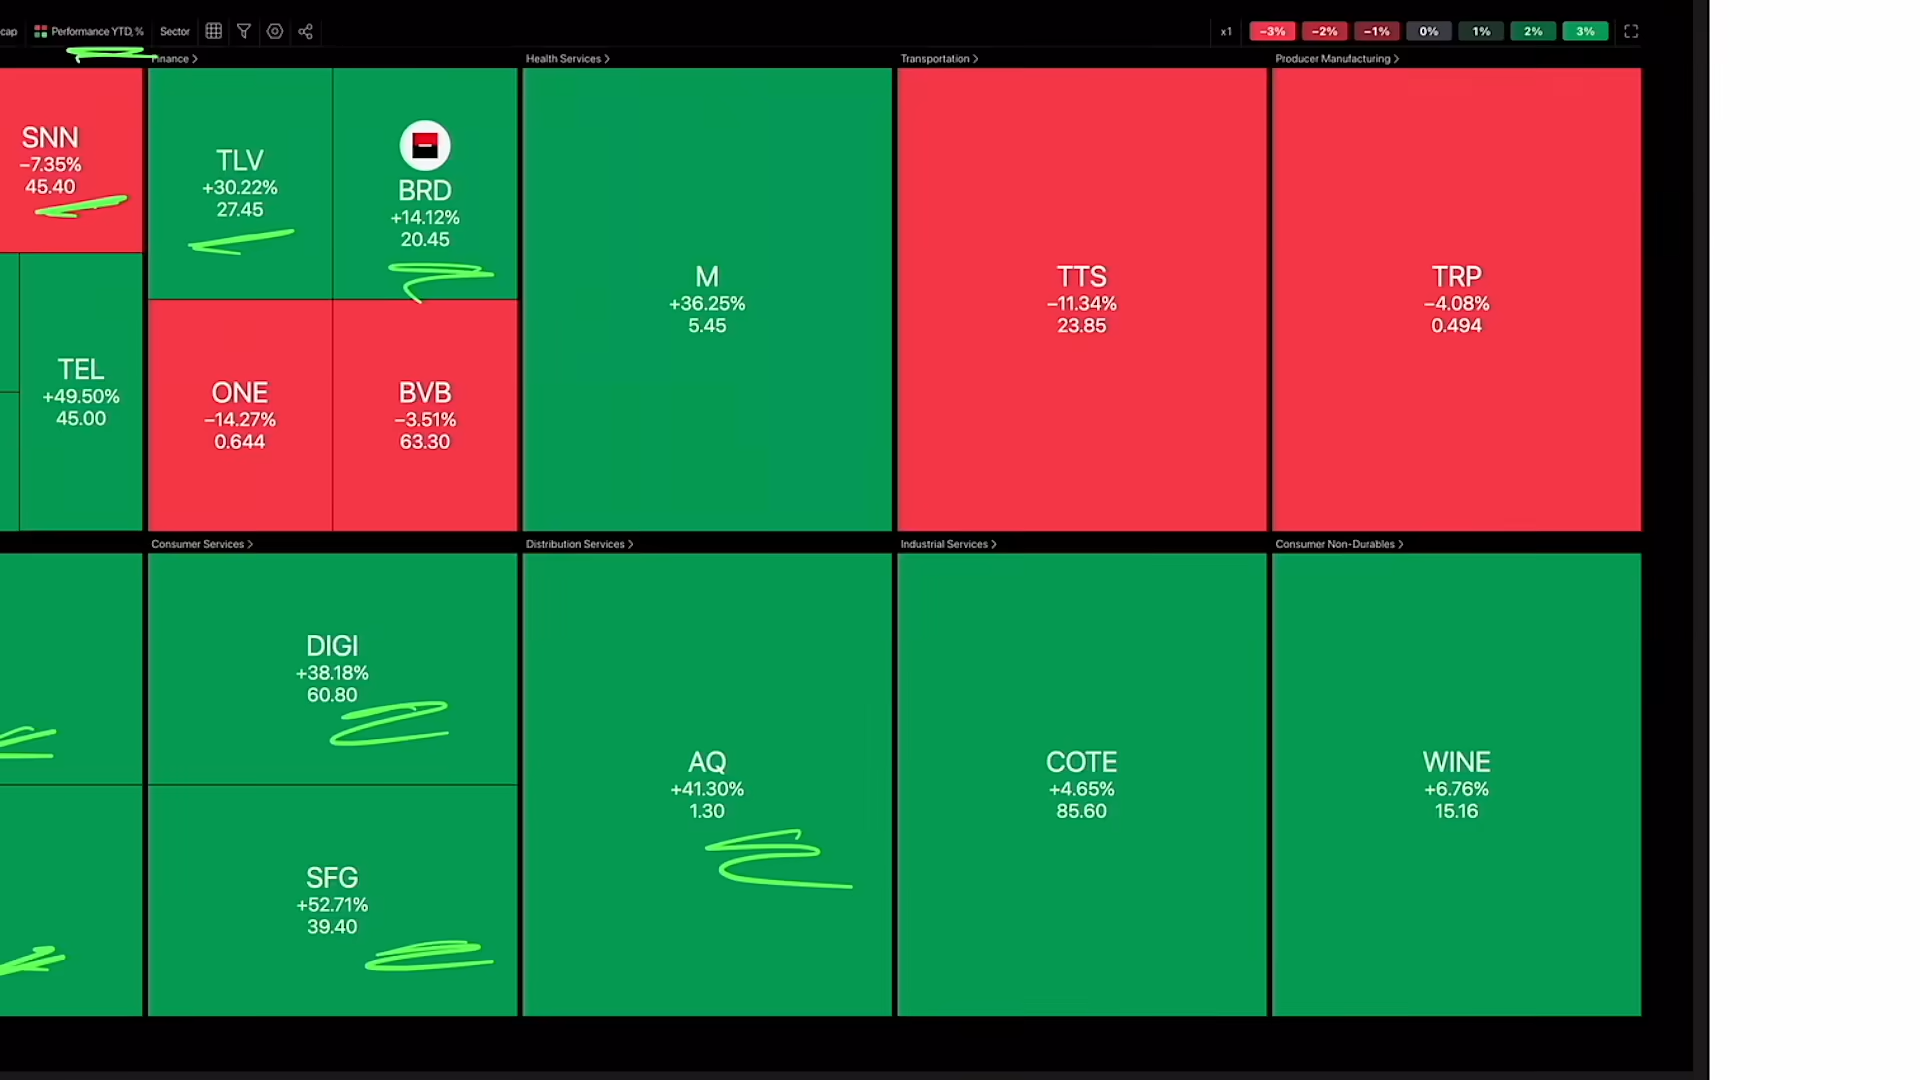 cap
Performance YTD, %
Sector
x1
−3%
−2%
−1%
0%
1%
2%
3%
Finance
Health Services
Transportation
Producer Manufacturing
SNN
−7.35%
45.40
TLV
+30.22%
27.45
BRD
+14.12%
20.45
M
+36.25%
5.45
TTS
−11.34%
23.85
TRP
−4.08%
0.494
TEL
+49.50%
45.00
ONE
−14.27%
0.644
BVB
−3.51%
63.30
Consumer Services
Distribution Services
Industrial Services
Consumer Non-Durables
DIGI
+38.18%
60.80
AQ
+41.30%
1.30
COTE
+4.65%
85.60
WINE
+6.76%
15.16
SFG
+52.71%
39.40